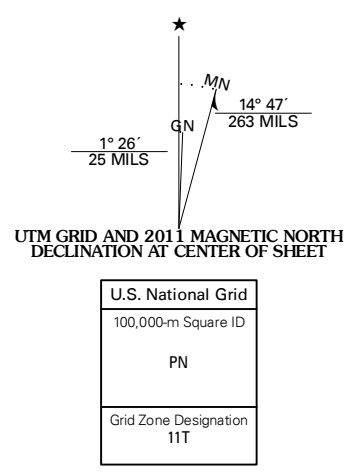 ★
MN
GN
14° 47´
263 MILS
1° 26´
25 MILS
UTM GRID AND 2011 MAGNETIC NORTH
DECLINATION AT CENTER OF SHEET
U.S. National Grid
100,000-m Square ID
PN
Grid Zone Designation
11T